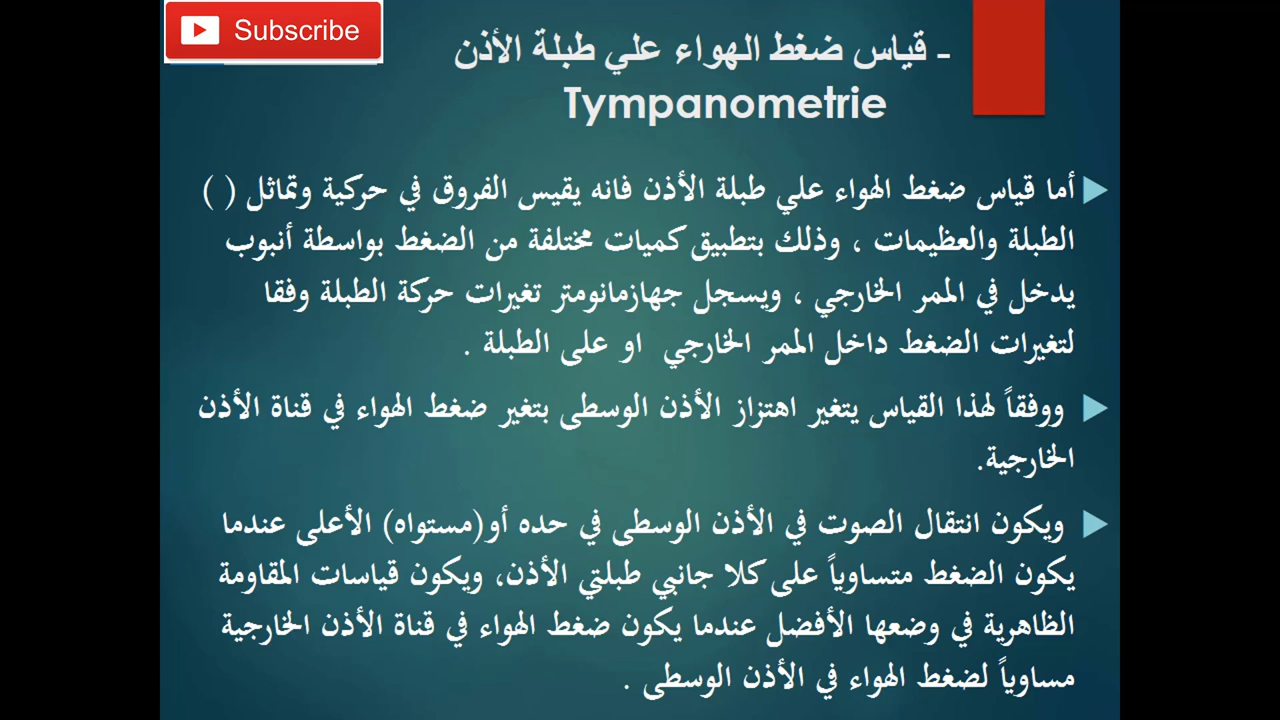 Subscribe
- قياس ضغط الهواء علي طبلة الأذن
Tympanometrie
أما قياس ضغط الهواء علي طبلة الأذن فانه يقيس الفروق في حركية وتماثل ( )
الطبلة والعظيمات ، وذلك بتطبيق كميات مختلفة من الضغط بواسطة أنبوب
يدخل في الممر الخارجي ، ويسجل جهازمانومتر تغيرات حركة الطبلة وفقا
لتغيرات الضغط داخل الممر الخارجي او على الطبلة .
ووفقاً لهذا القياس يتغير اهتزاز الأذن الوسطى بتغير ضغط الهواء في قناة الأذن
الخارجية.
ويكون انتقال الصوت في الأذن الوسطى في حده أو(مستواه) الأعلى عندما
يكون الضغط متساوياً على كلا جانبي طبلتي الأذن، ويكون قياسات المقاومة
الظاهرية في وضعها الأفضل عندما يكون ضغط الهواء في قناة الأذن الخارجية
مساوياً لضغط الهواء في الأذن الوسطى .